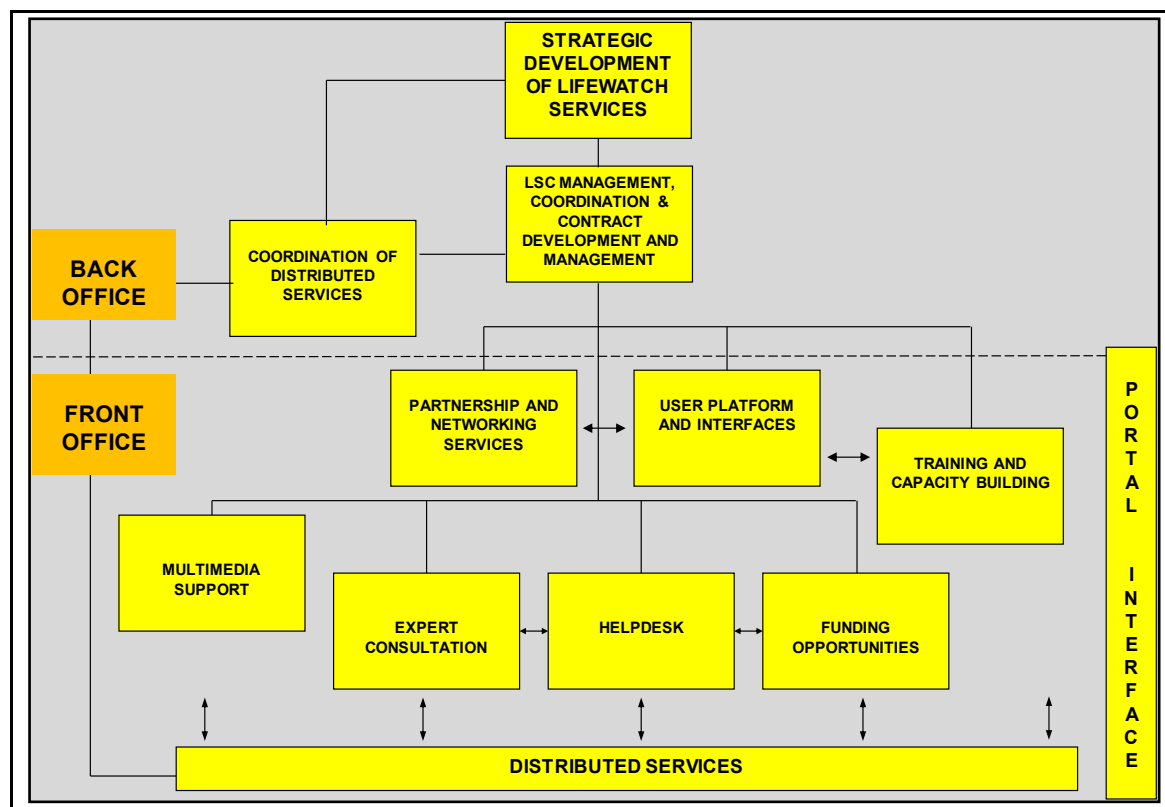 STRATEGIC
DEVELOPMENT
OF LIFEWATCH
SERVICES
LSC MANAGEMENT,
COORDINATION &
CONTRACT
DEVELOPMENT AND
MANAGEMENT
COORDINATION OF
DISTRIBUTED
SERVICES
BACK
OFFICE
FRONT
OFFICE
PARTNERSHIP AND
NETWORKING
SERVICES
USER PLATFORM
AND INTERFACES
TRAINING AND
CAPACITY BUILDING
MULTIMEDIA
SUPPORT
EXPERT
CONSULTATION
HELPDESK
FUNDING
OPPORTUNITIES
DISTRIBUTED SERVICES
PORTAL INTERFACE